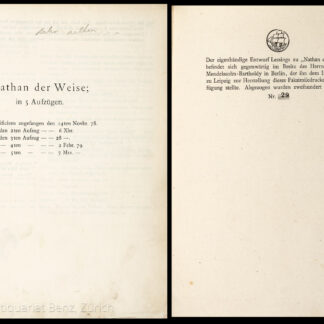 nathan
Nathan der Weise;
in 5 Aufzügen.
angefangen den 14ten Novbr. 78.
den 2ten Aufzug — — 6 Xbr.
den 3ten Aufzug — — 28 —.
— 4ten — — — 2 Febr. 79.
— 5ten — — — 7 Mrz. —
Antiquariat Benz, Zürich
Der eigenhändige Entwurf Lessings zu „Nathan
befindet sich gegenwärtig im Besitz des Herrn
Mendelssohn-Bartholdy in Berlin, der ihn dem
zu Leipzig zur Herstellung dieses Faksimiledrucke
fügung stellte. Abgezogen wurden zweihundert
Nr. 29